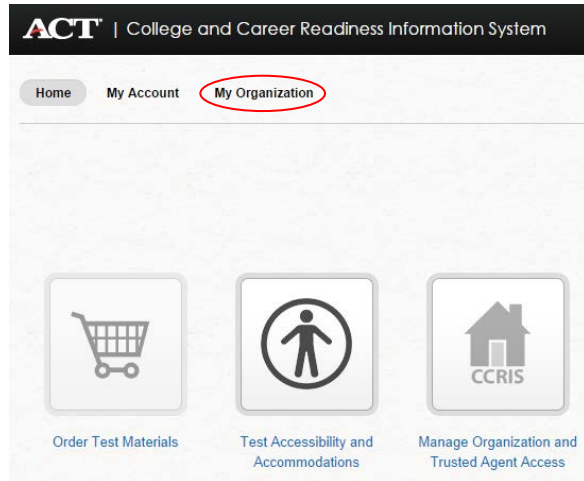 ACT | College and Career Readiness Information System
Home My Account My Organization
CCRIS
Order Test Materials
Test Accessibility and
Accommodations
Manage Organization and
Trusted Agent Access